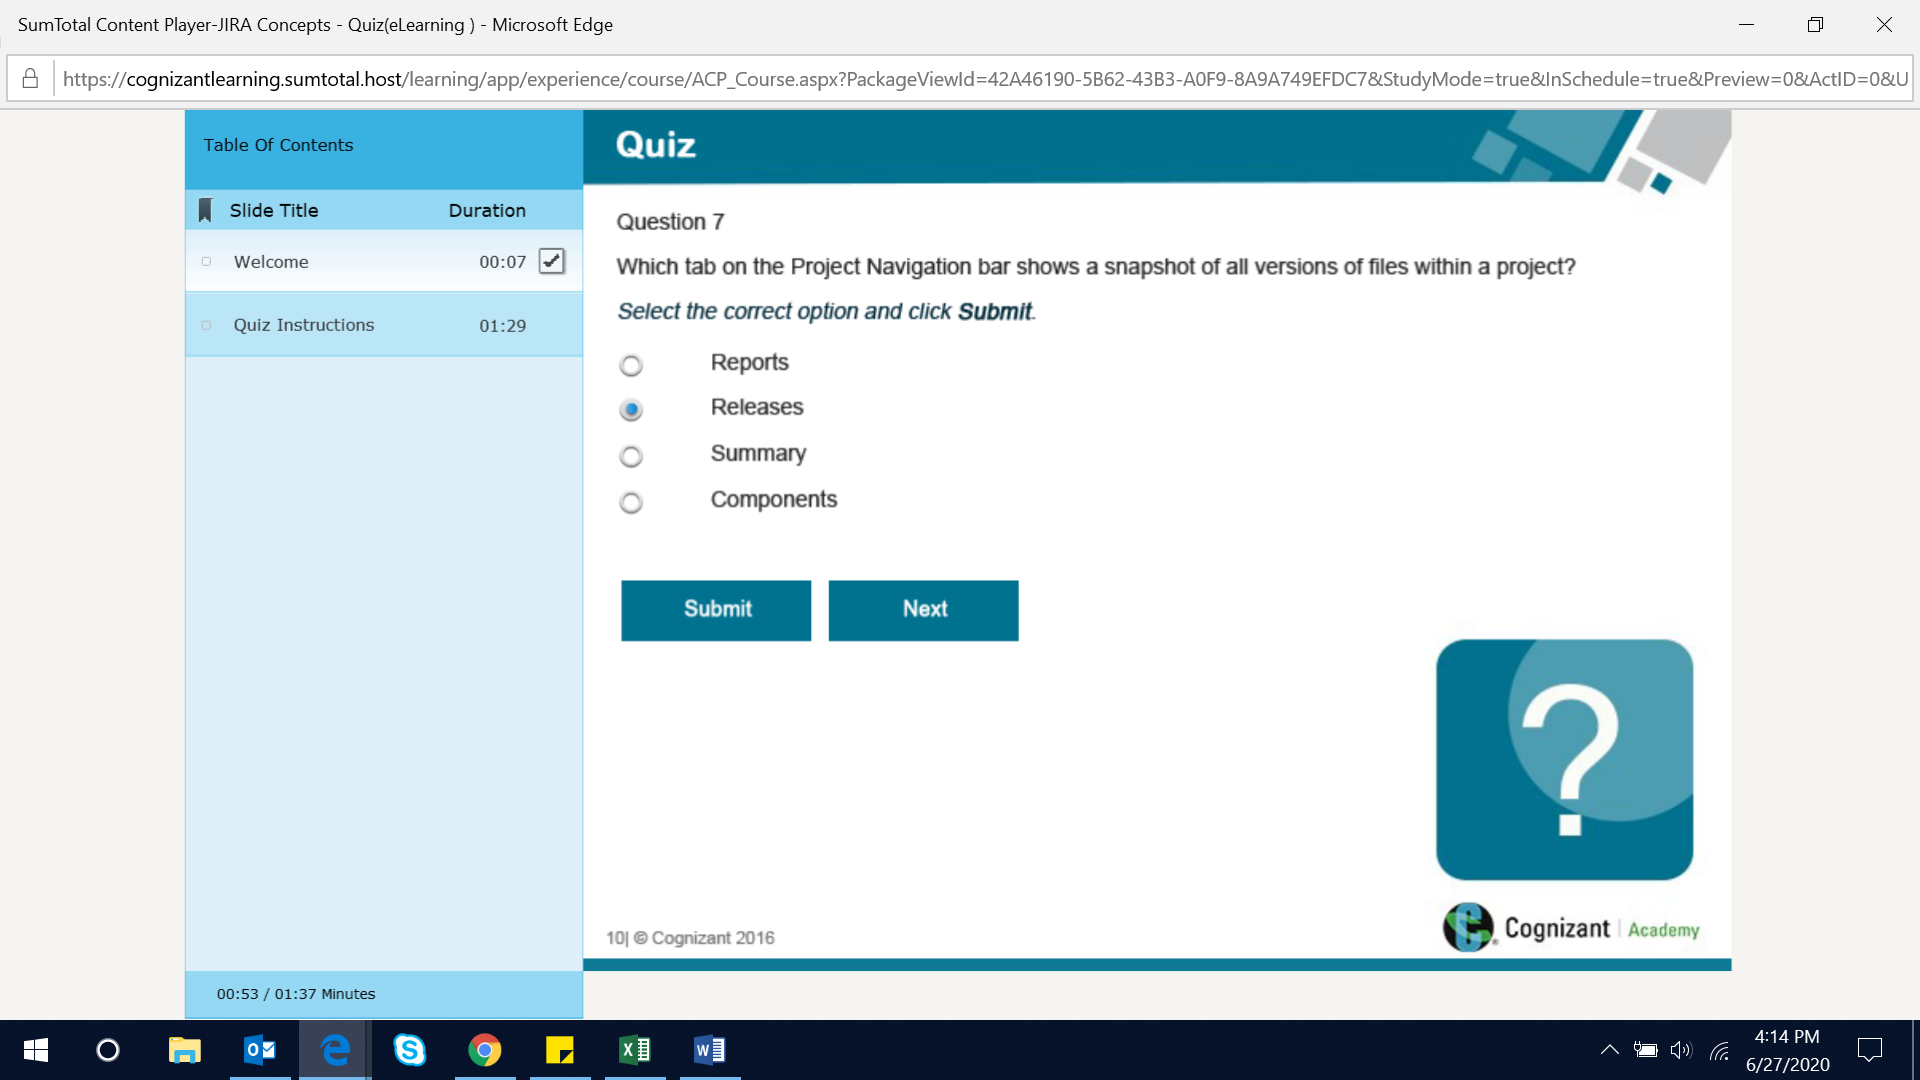 SumTotal Content Player-JIRA Concepts - Quiz(eLearning ) - Microsoft Edge
https://cognizantlearning.sumtotal.host/learning/app/experience/course/ACP_Course.aspx?PackageViewId=42A46190-5B62-43B3-A0F9-8A9A749EFDC7&StudyMode=true&InSchedule=true&Preview=0&ActID=0&U
Table Of Contents
Slide Title Duration
Welcome 00:07
Quiz Instructions 01:29
00:53 / 01:37 Minutes
Quiz
Question 7
Which tab on the Project Navigation bar shows a snapshot of all versions of files within a project?
Select the correct option and click Submit.
Reports
Releases
Summary
Components
Submit Next
?
10| © Cognizant 2016
Cognizant | Academy
4:14 PM
6/27/2020